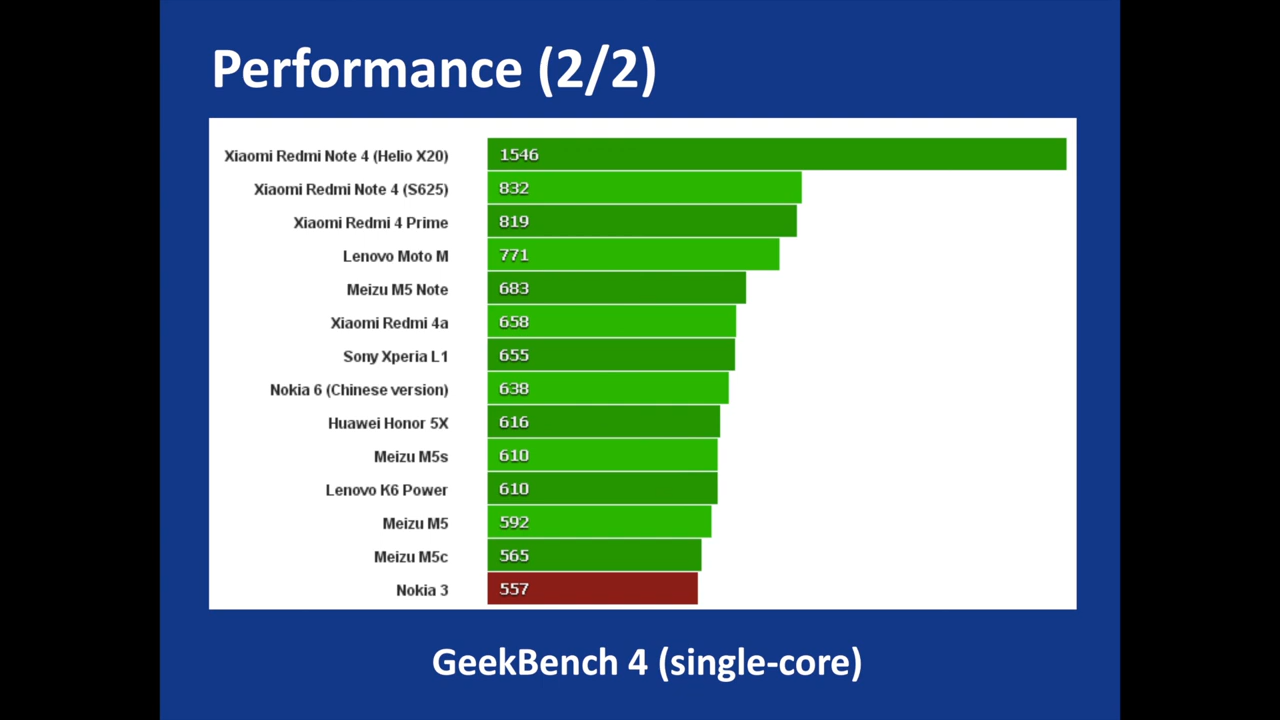 Performance (2/2)
Xiaomi Redmi Note 4 (Helio X20) 1546
Xiaomi Redmi Note 4 (S625) 832
Xiaomi Redmi 4 Prime 819
Lenovo Moto M 771
Meizu M5 Note 683
Xiaomi Redmi 4a 658
Sony Xperia L1 655
Nokia 6 (Chinese version) 638
Huawei Honor 5X 616
Meizu M5s 610
Lenovo K6 Power 610
Meizu M5 592
Meizu M5c 565
Nokia 3 557
GeekBench 4 (single-core)